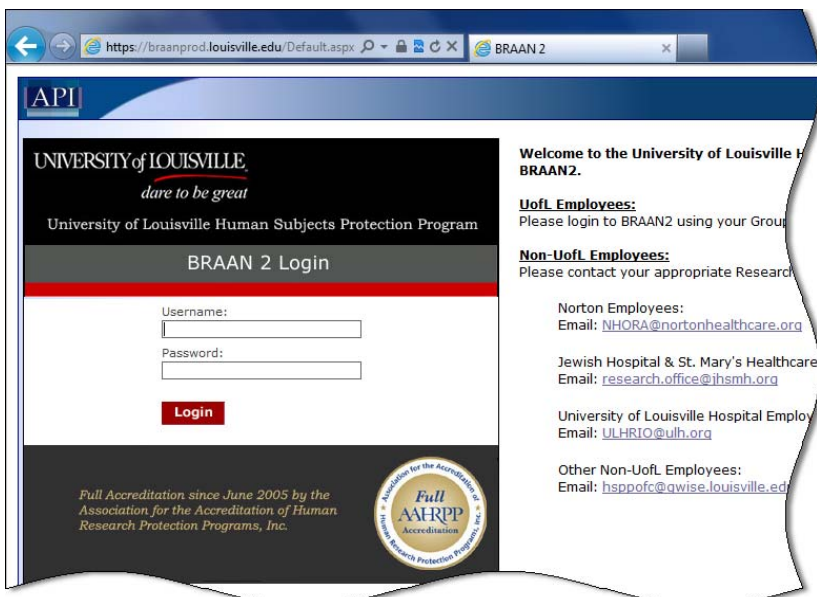 https://braanprod.louisville.edu/Default.aspx
BRAAN 2
API
UNIVERSITY of LOUISVILLE
dare to be great
University of Louisville Human Subjects Protection Program
BRAAN 2 Login
Username:
Password:
Login
Full Accreditation since June 2005 by the
Association for the Accreditation of Human
Research Protection Programs, Inc.
Association for the Accreditation of Human Research Protection Programs, Inc.
Full
AAHRPP
Accreditation
Welcome to the University of Louisville
BRAAN2.
UofL Employees:
Please login to BRAAN2 using your Group
Non-UofL Employees:
Please contact your appropriate Research
Norton Employees:
Email: NHORA@nortonhealthcare.org
Jewish Hospital & St. Mary's Healthcare
Email: research.office@jhsmh.org
University of Louisville Hospital
Email: ULHRIO@ulh.org
Other Non-UofL Employees:
Email: hsppofc@gwise.louisville.ed